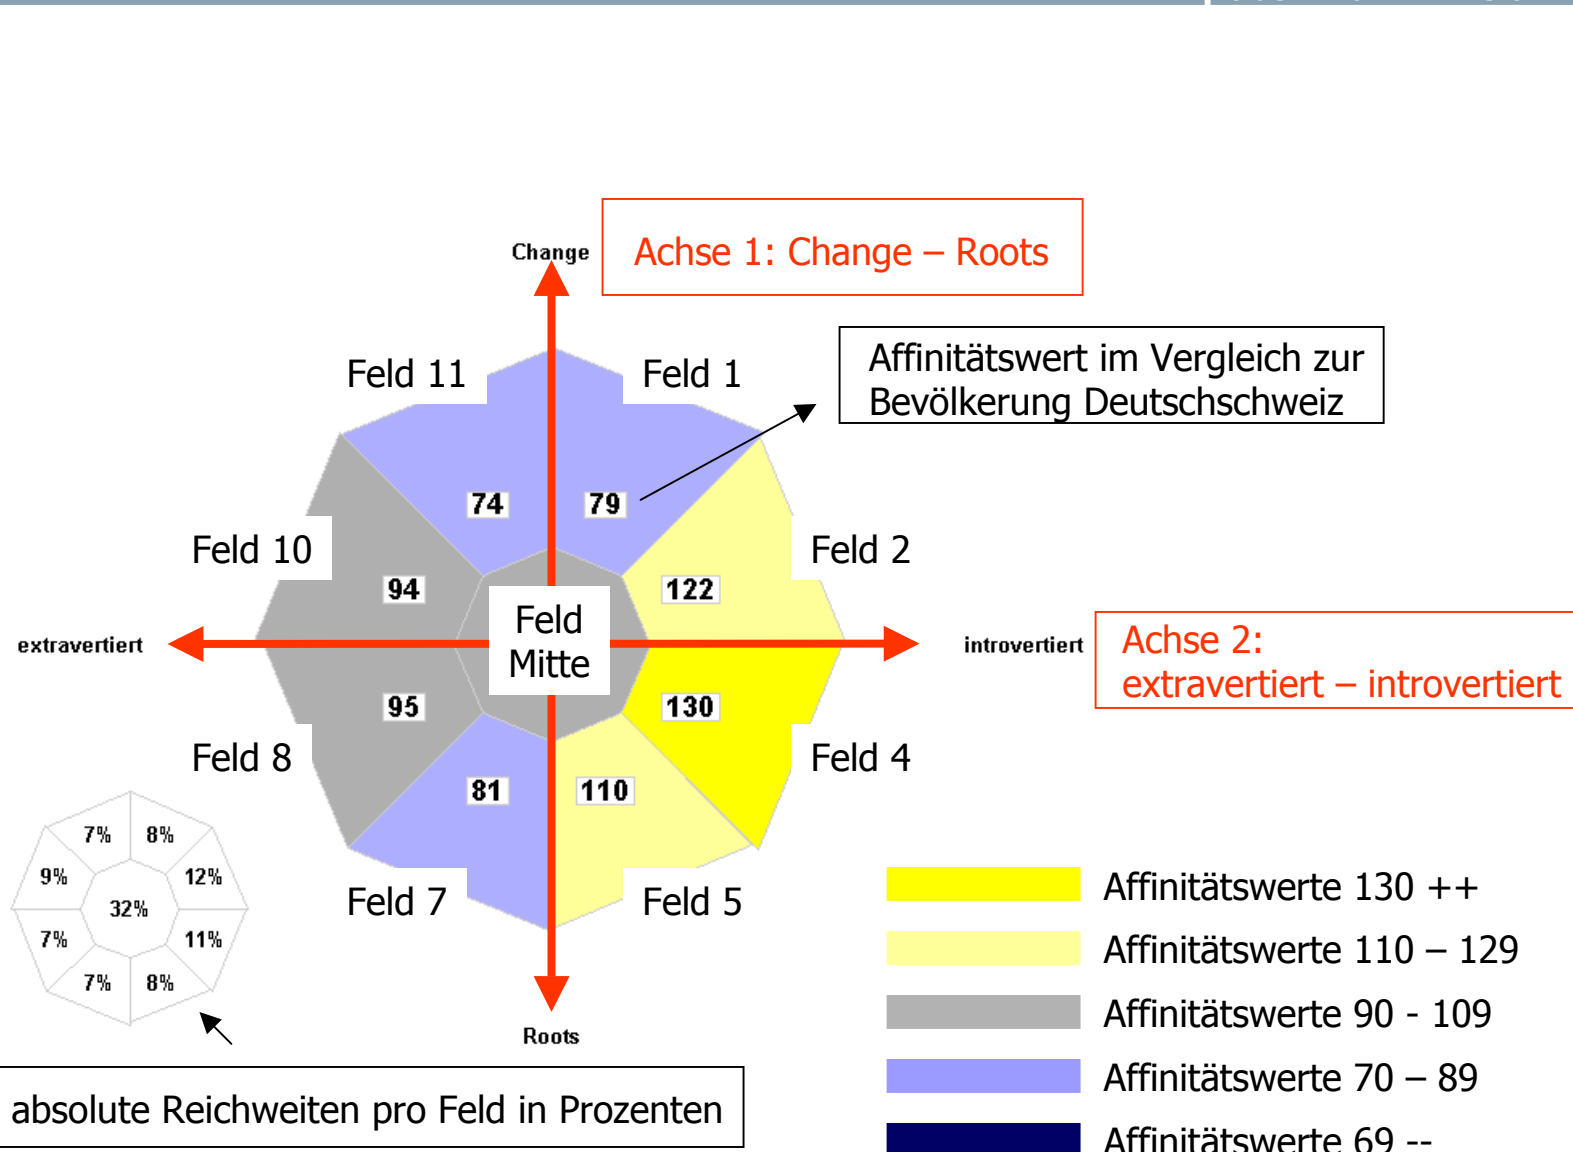 Change
Achse 1: Change – Roots
Feld 11
Feld 1
Affinitätswert im Vergleich zur
Bevölkerung Deutschschweiz
74
79
Feld 10
Feld 2
94
122
Feld
Mitte
extravertiert
introvertiert
Achse 2:
extravertiert – introvertiert
95
130
Feld 8
Feld 4
81
110
7%
8%
9%
12%
32%
7%
11%
7%
8%
Feld 7
Feld 5
Roots
absolute Reichweiten pro Feld in Prozenten
Affinitätswerte 130 ++
Affinitätswerte 110 – 129
Affinitätswerte 90 - 109
Affinitätswerte 70 – 89
Affinitätswerte 69 --